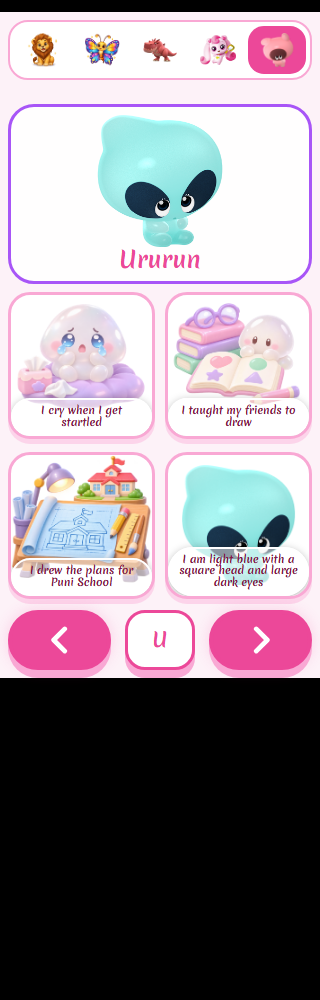 Ururun
I cry when I get
startled
I taught my friends to
draw
I drew the plans for
Puni School
I am light blue with a
square head and large
dark eyes
U